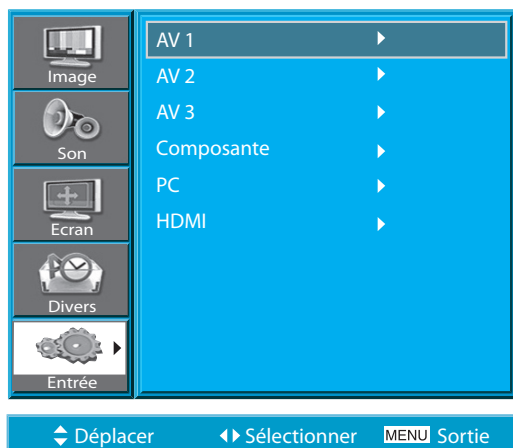 Image
Son
Ecran
Divers
Entrée
AV 1
AV 2
AV 3
Composante
PC
HDMI
Déplacer Sélectionner MENU Sortie